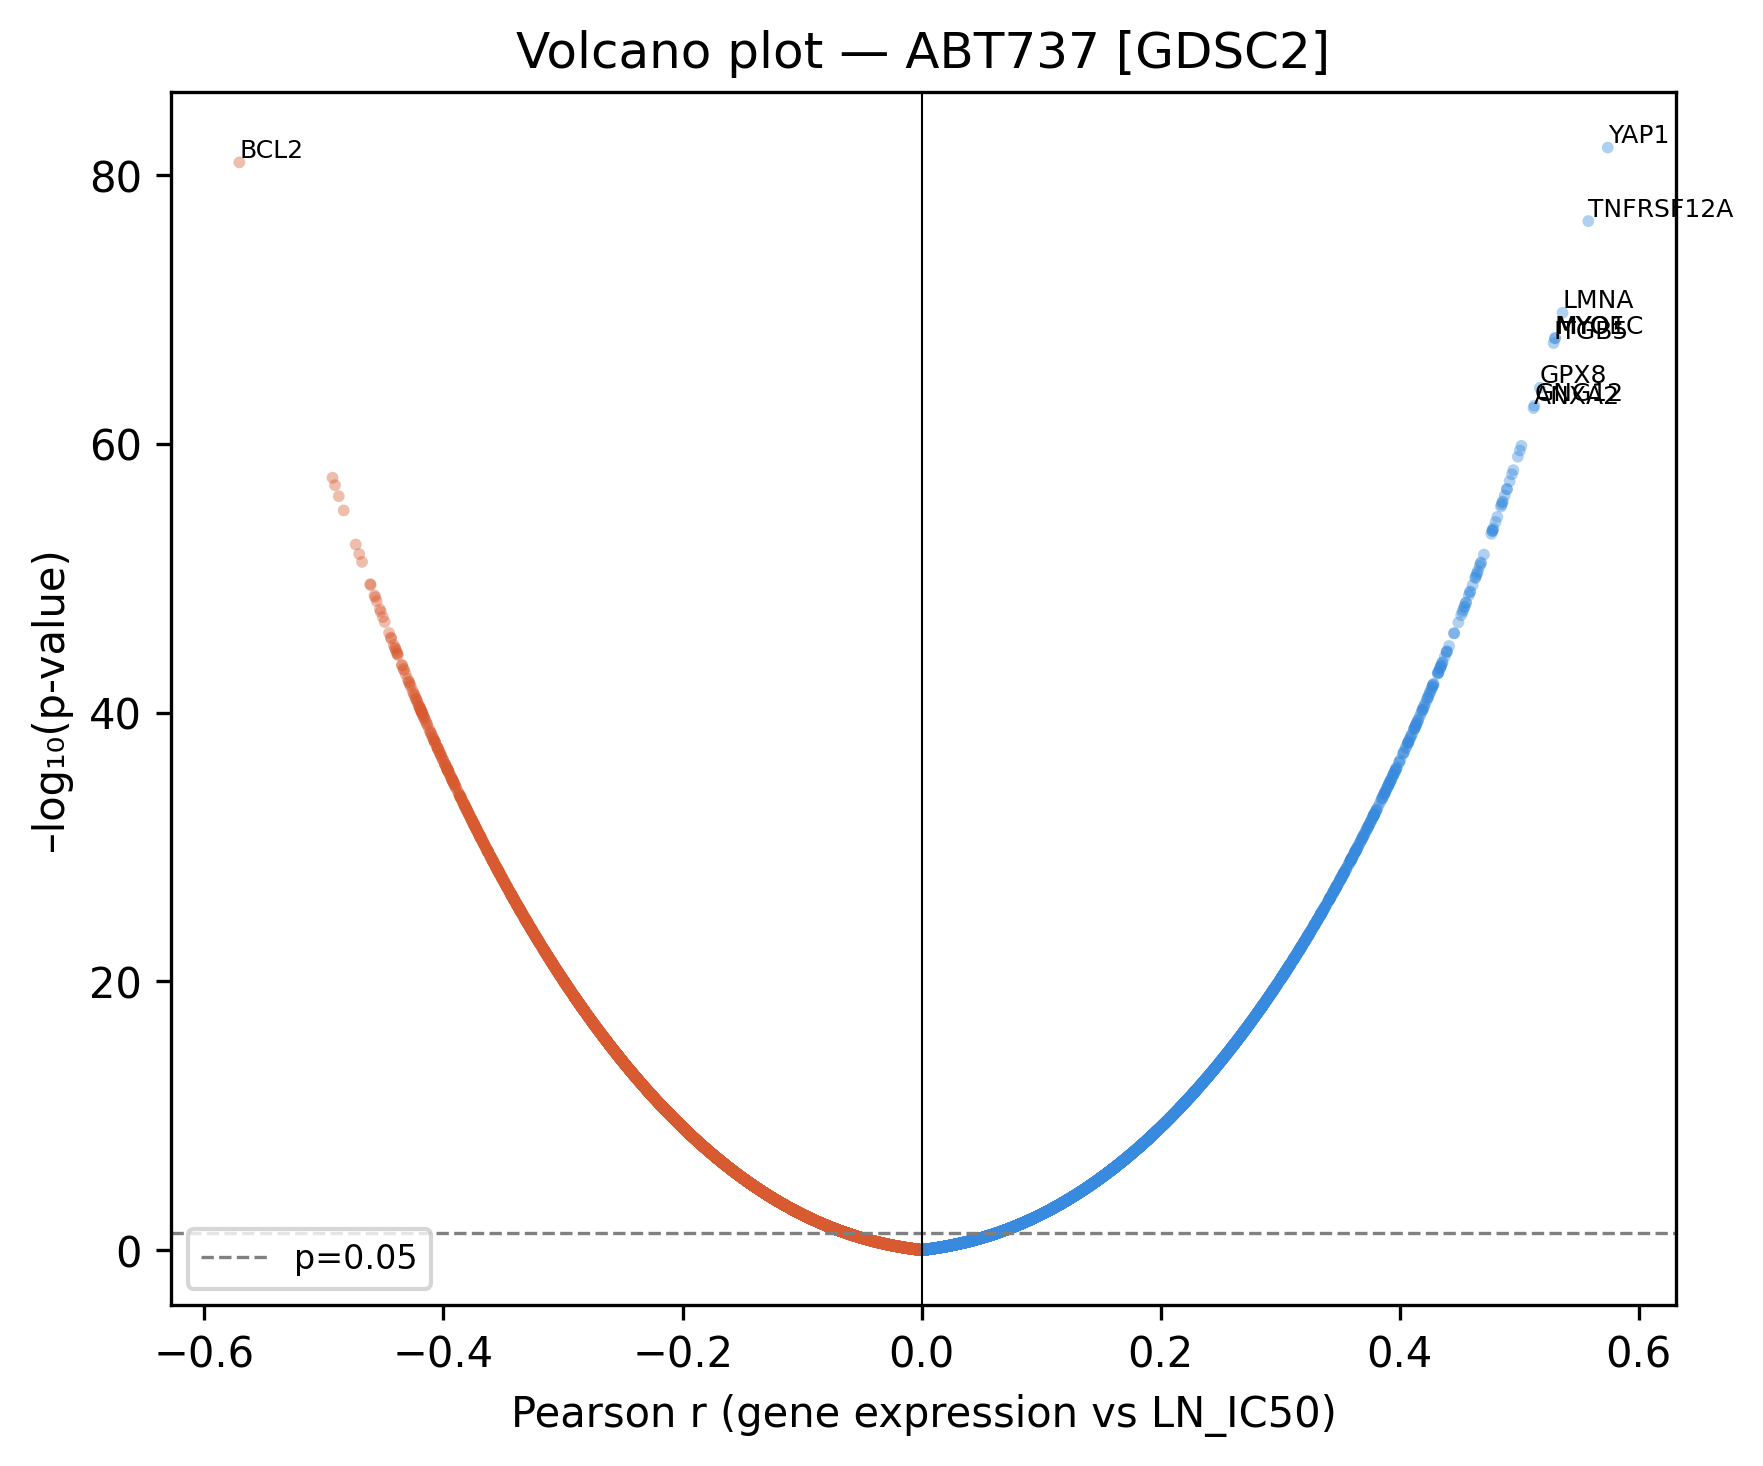 Volcano plot — ABT737 [GDSC2]
BCL2
YAP1
TNFRSF12A
LMNA
ITGB5
GPX8
GNG12
ANXA2
80
60
40
20
0
−log₁₀(p-value)
p=0.05
−0.6
−0.4
−0.2
0.0
0.2
0.4
0.6
Pearson r (gene expression vs LN_IC50)